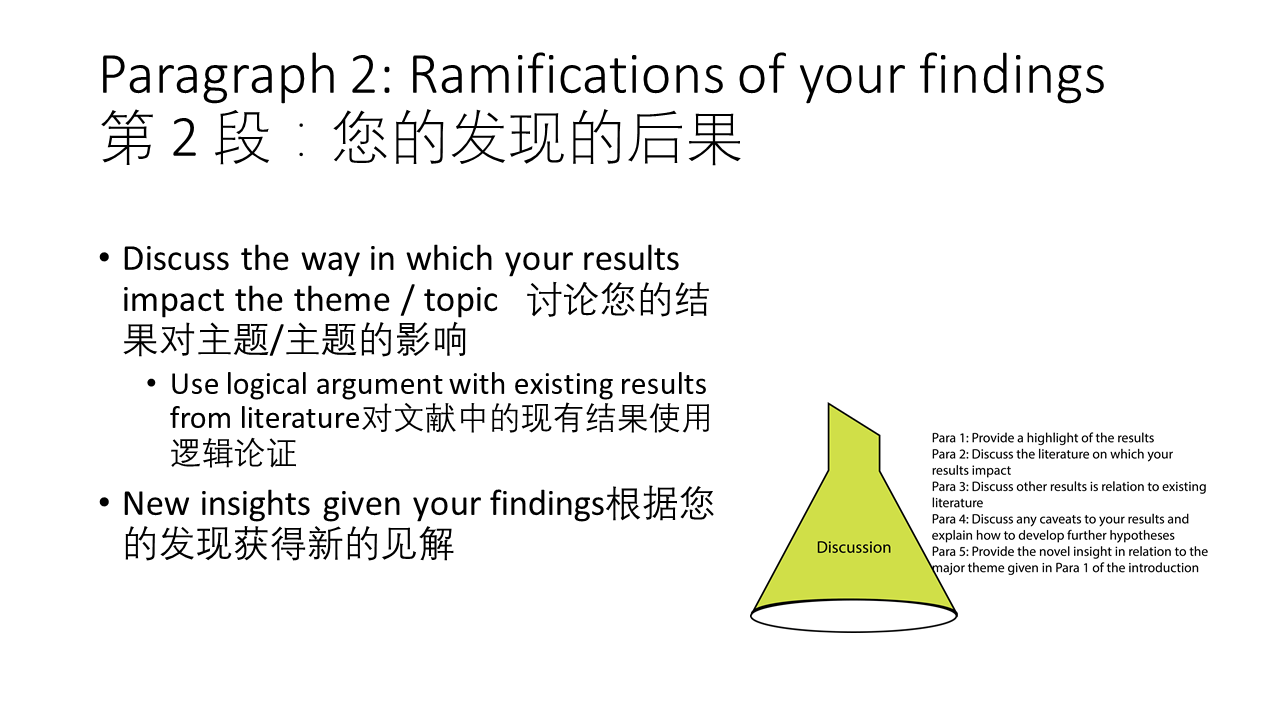 Paragraph 2: Ramifications of your findings
第 2 段：您的发现的后果
• Discuss the way in which your results
impact the theme / topic 讨论您的结
果对主题/主题的影响
• Use logical argument with existing results
from literature对文献中的现有结果使用
逻辑论证
• New insights given your findings根据您
的发现获得新的见解
Discussion
Para 1: Provide a highlight of the results
Para 2: Discuss the literature on which your
results impact
Para 3: Discuss other results is relation to existing
literature
Para 4: Discuss any caveats to your results and
explain how to develop further hypotheses
Para 5: Provide the novel insight in relation to the
major theme given in Para 1 of the introduction